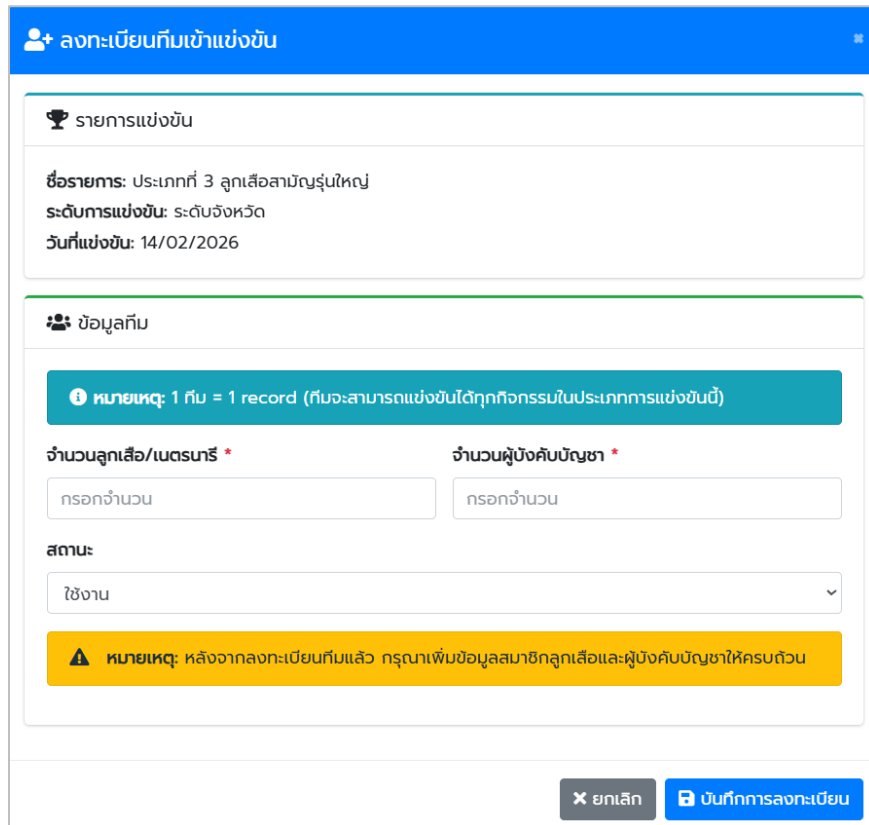 ลงทะเบียนทีมเข้าแข่งขัน
รายการแข่งขัน
ชื่อรายการ: ประเภทที่ 3 ลูกเสือสามัญรุ่นใหญ่
ระดับการแข่งขัน: ระดับจังหวัด
วันที่แข่งขัน: 14/02/2026
ข้อมูลทีม
หมายเหตุ: 1 ทีม = 1 record (ทีมจะสามารถแข่งขันได้ทุกกิจกรรมในประเภทการแข่งขันนี้)
จำนวนลูกเสือ/เนตรนารี * จำนวนผู้บังคับบัญชา *
กรอกจำนวน กรอกจำนวน
สถานะ
ใช้งาน
หมายเหตุ: หลังจากลงทะเบียนทีมแล้ว กรุณาเพิ่มข้อมูลสมาชิกลูกเสือและผู้บังคับบัญชาให้ครบถ้วน
ยกเลิก บันทึกการลงทะเบียน